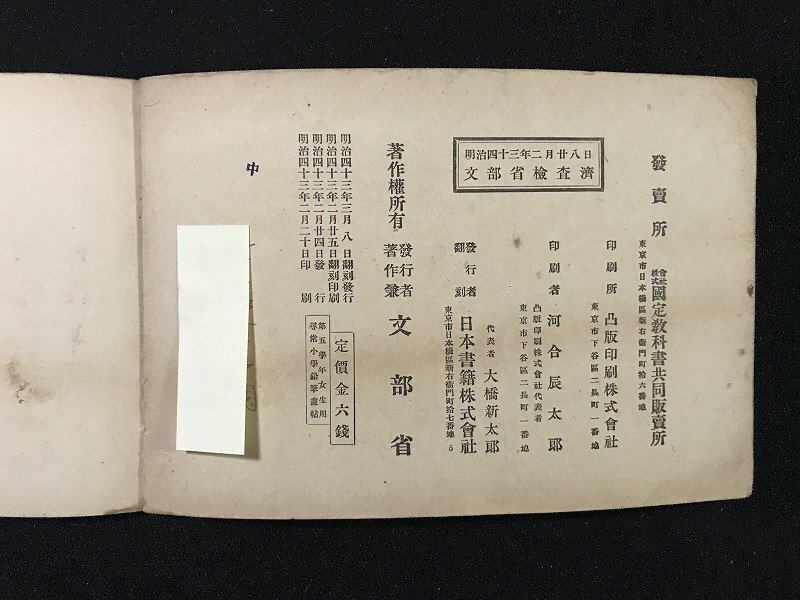 發賣所 株式會社國定敎科書共同販賣所
東京市日本橋區新右衞門町拾六番地
印刷所 凸版印刷株式會社
東京市下谷區二長町一番地
印刷者 河合辰太郎
凸版印刷株式會社代表者
東京市下谷區二長町一番地
明治四十三年二月廿八日
文部省檢査濟
代表者 大橋新太郎
翻刻發行者 日本書籍株式會社
東京市日本橋區新右衞門町拾七番地
著作權所有
著作兼發行者 文部省
明治四十三年三月八日翻刻發行
明治四十三年二月廿五日翻刻印刷
明治四十三年二月廿四日發行
明治四十三年二月二十日印刷
定價金六錢
第五學年女生用
尋常小學鉛筆畫帖
中